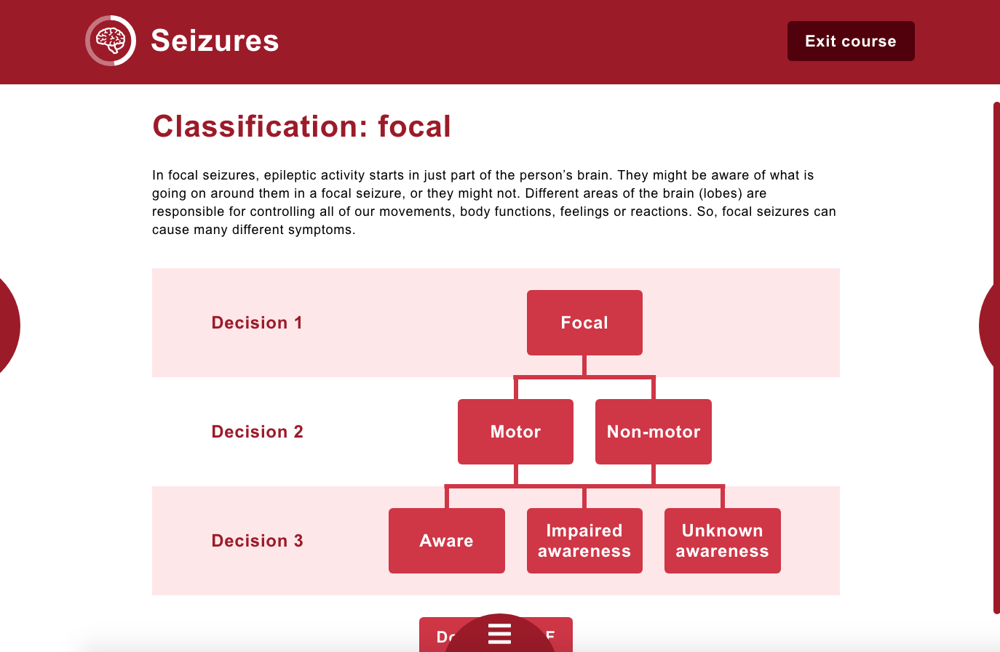 Seizures
Exit course
Classification: focal
In focal seizures, epileptic activity starts in just part of the person’s brain. They might be aware of what is
going on around them in a focal seizure, or they might not. Different areas of the brain (lobes) are
responsible for controlling all of our movements, body functions, feelings or reactions. So, focal seizures can
cause many different symptoms.
Decision 1
Focal
Decision 2
Motor
Non-motor
Decision 3
Aware
Impaired
awareness
Unknown
awareness